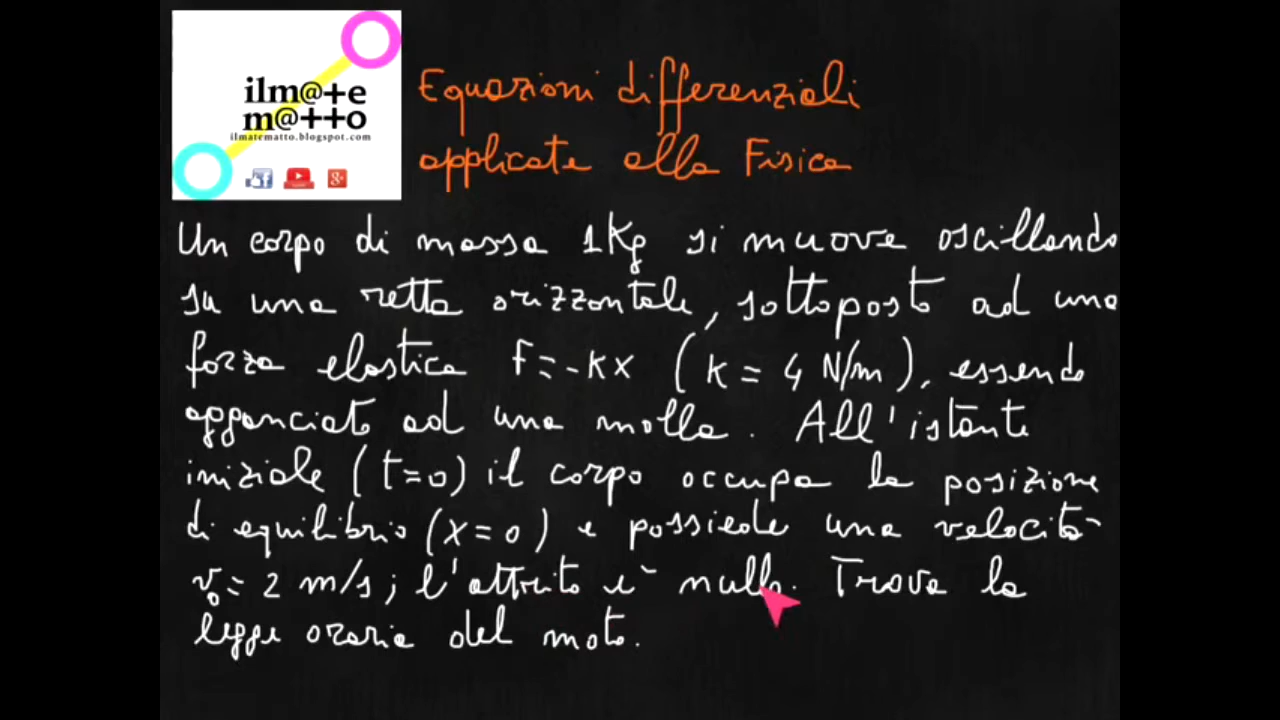 ilm@+e
m@++o
ilmatematto.blogspot.com
Equazioni differenziali
applicate alla Fisica
Un corpo di massa 1Kg si muove oscillando
su una retta orizzontale, sottoposto ad una
forza elastica F=-Kx (K = 4 N/m), essendo
agganciato ad una molla. All'istante
iniziale (t=0) il corpo occupa la posizione
di equilibrio (x=0) e possiede una velocità
v₀= 2 m/s; l'attrito è nullo. Trova la
legge oraria del moto.